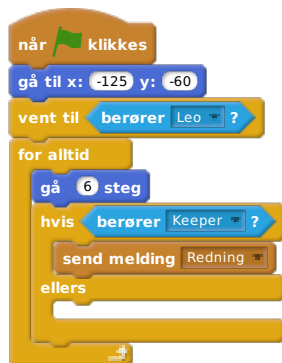 når klikkes
gå til x: -125 y: -60
vent til berører Leo ?
for alltid
gå 6 steg
hvis berører Keeper ?
send melding Redning
ellers